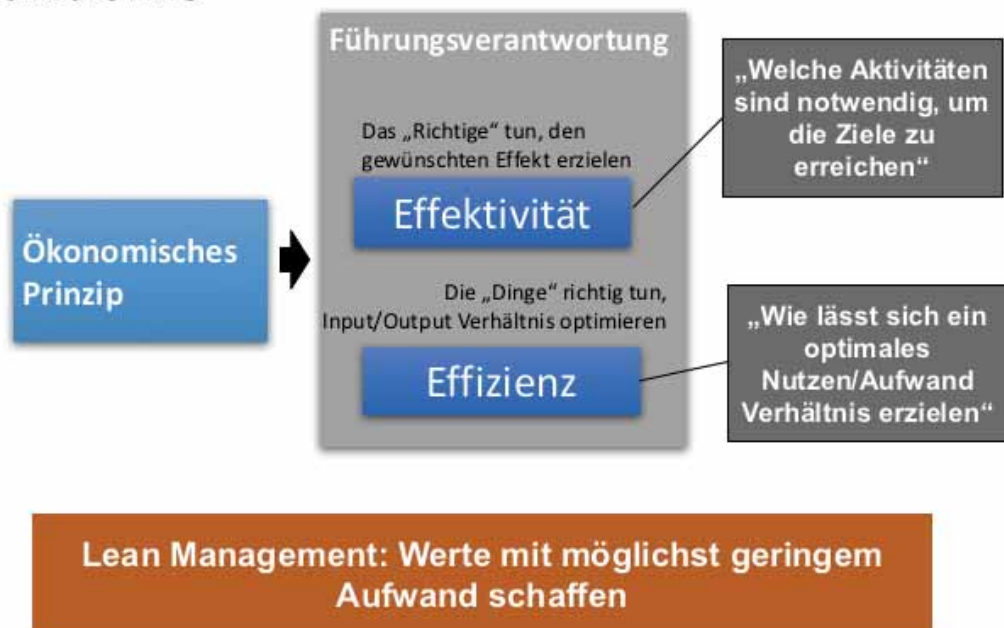 Führungsverantwortung
Das „Richtige“ tun, den
gewünschten Effekt erzielen
Effektivität
„Welche Aktivitäten
sind notwendig, um
die Ziele zu
erreichen“
Ökonomisches
Prinzip
Die „Dinge“ richtig tun,
Input/Output Verhältnis optimieren
Effizienz
„Wie lässt sich ein
optimales
Nutzen/Aufwand
Verhältnis erzielen“
Lean Management: Werte mit möglichst geringem
Aufwand schaffen